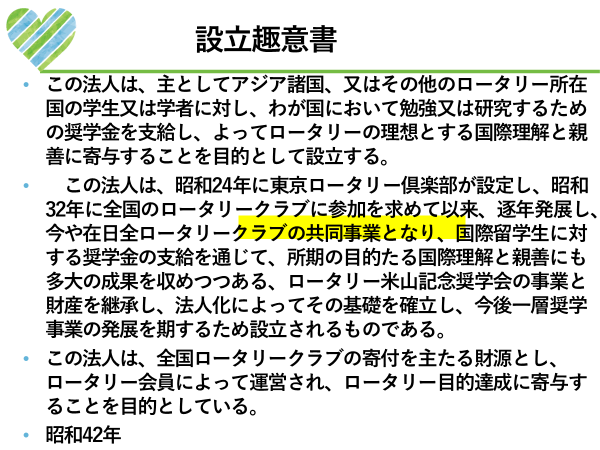 設立趣意書
• この法人は、主としてアジア諸国、又はその他のロータリー所在
国の学生又は学者に対し、わが国において勉強又は研究するため
の奨学金を支給し、よってロータリーの理想とする国際理解と親
善に寄与することを目的として設立する。
• この法人は、昭和24年に東京ロータリー倶楽部が設定し、昭和
32年に全国のロータリークラブに参加を求めて以来、逐年発展し、
今や在日全ロータリークラブの共同事業となり、国際留学生に対
する奨学金の支給を通じて、所期の目的たる国際理解と親善にも
多大の成果を収めつつある、ロータリー米山記念奨学会の事業と
財産を継承し、法人化によってその基礎を確立し、今後一層奨学
事業の発展を期するため設立されるものである。
• この法人は、全国ロータリークラブの寄付を主たる財源とし、
ロータリー会員によって運営され、ロータリー目的達成に寄与す
ることを目的としている。
• 昭和42年